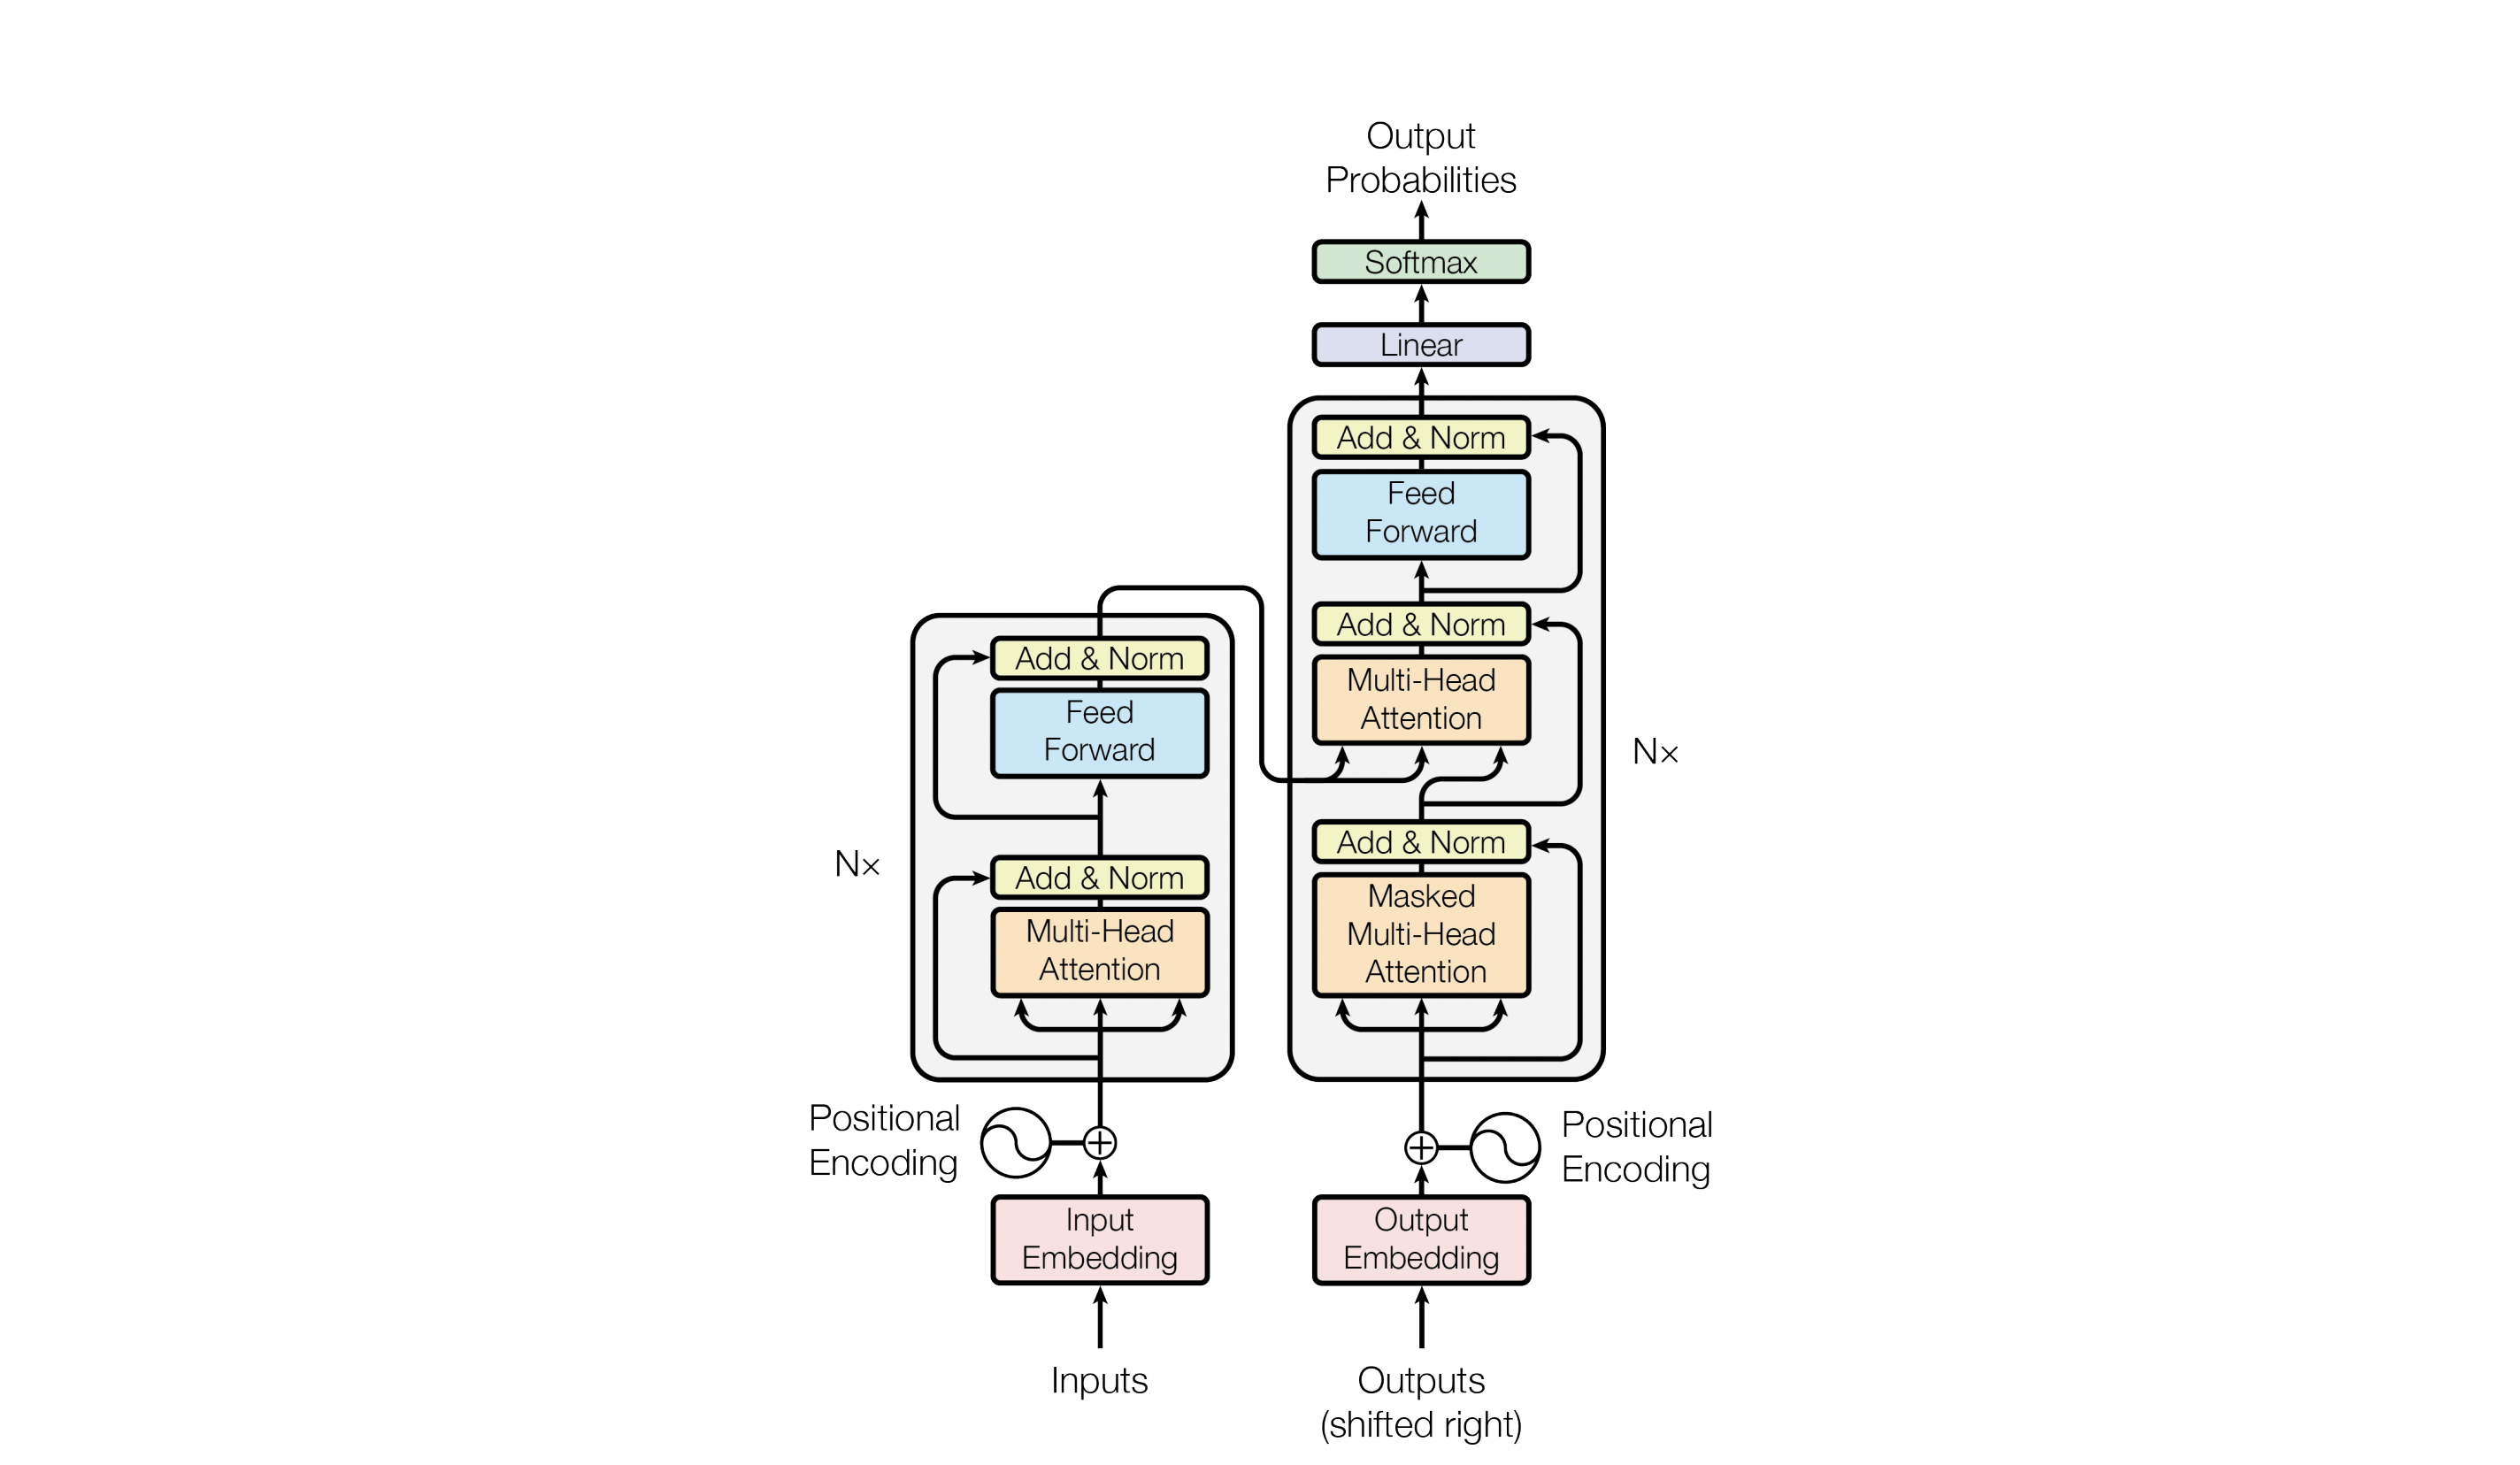 Output
Probabilities
Softmax
Linear
Add & Norm
Feed
Forward
Add & Norm
Multi-Head
Attention
Add & Norm
Masked
Multi-Head
Attention
N×
Positional
Encoding
Output
Embedding
Outputs
(shifted right)
Add & Norm
Feed
Forward
Add & Norm
Multi-Head
Attention
N×
Positional
Encoding
Input
Embedding
Inputs